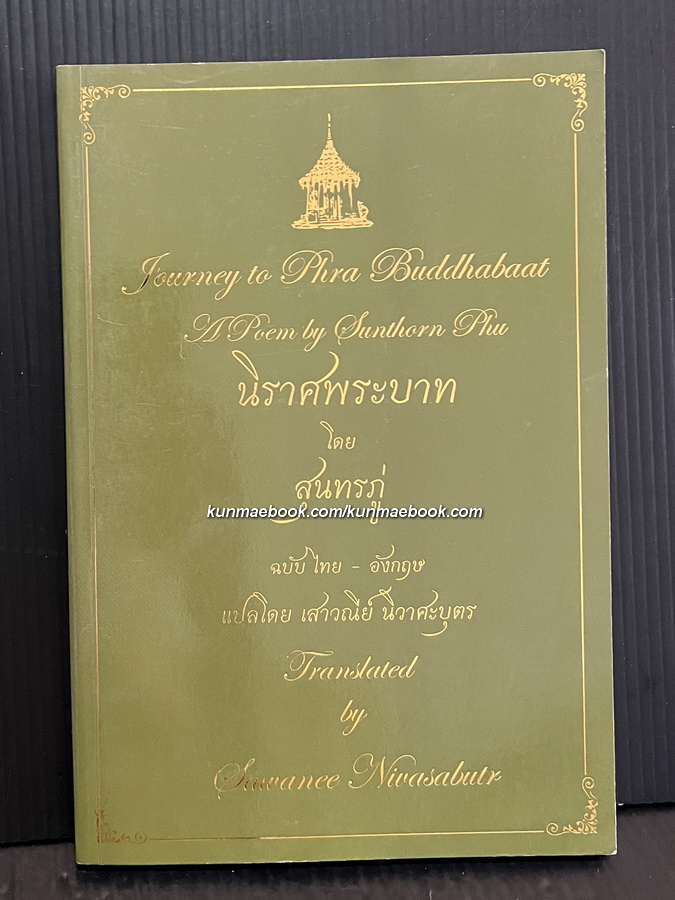 Journey to Phra Buddhabaat
A Poem by Sunthorn Phu
นิราศพระบาท
โดย
สุนทรภู่
kunmaebook.com/kunmaebook.com
ฉบับ ไทย - อังกฤษ
แปลโดย เสาวณีย์ นิวาศะบุตร
Translated
by
Sawanee Nivasabutr